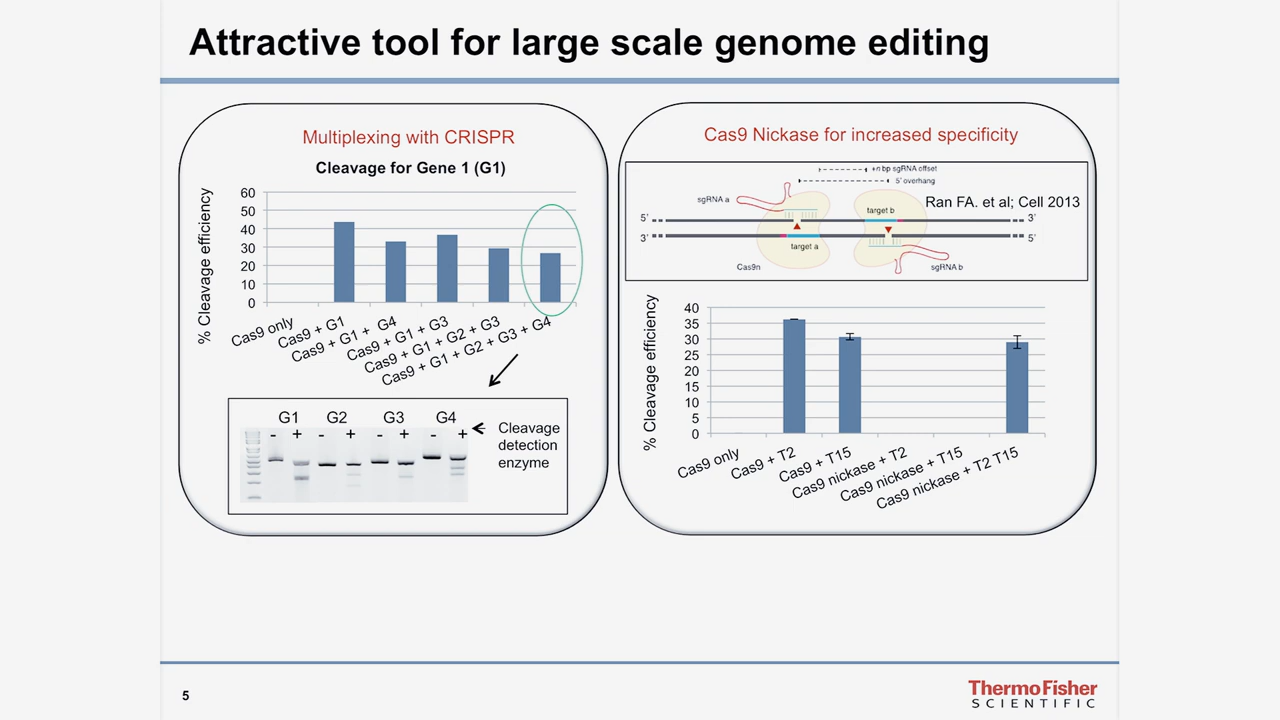 Attractive tool for large scale genome editing
Multiplexing with CRISPR
Cleavage for Gene 1 (G1)
% Cleavage efficiency
60
50
40
30
20
10
0
Cas9 only
Cas9 + G1
Cas9 + G1 + G4
Cas9 + G1 + G3
Cas9 + G1 + G2 + G3
Cas9 + G1 + G2 + G3 + G4
G1 G2 G3 G4
- + - + - + - +
Cleavage
detection
enzyme
Cas9 Nickase for increased specificity
+n bp sgRNA offset
5' overhang
Ran FA. et al; Cell 2013
sgRNA a
target b
5' 3'
3' 5'
target a
Cas9n
sgRNA b
% Cleavage efficiency
40
35
30
25
20
15
10
5
0
Cas9 only
Cas9 + T2
Cas9 + T15
Cas9 nickase + T2
Cas9 nickase + T15
Cas9 nickase + T2 T15
5
ThermoFisher
SCIENTIFIC